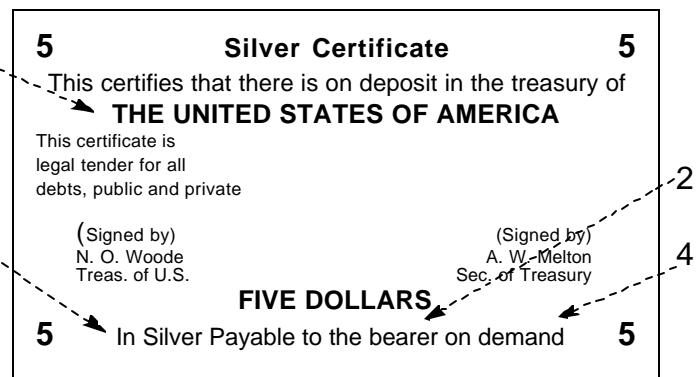 5 Silver Certificate 5
This certifies that there is on deposit in the treasury of
THE UNITED STATES OF AMERICA
This certificate is
legal tender for all
debts, public and private
2
(Signed by) (Signed by)
N. O. Woode A. W. Melton
Treas. of U.S. Sec. of Treasury
4
FIVE DOLLARS
5 In Silver Payable to the bearer on demand 5